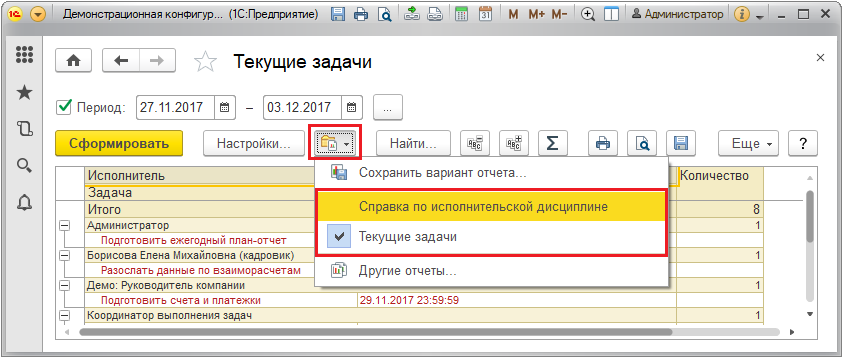 1С Демонстрационная конфигур... (1С:Предприятие) 31 M M+ M- Администратор
Текущие задачи
Период: 27.11.2017 – 03.12.2017 ...
Сформировать Настройки... Найти... Еще ?
Исполнитель Количество
Задача
Итого 8
Администратор 1
Подготовить ежегодный план-отчет
Борисова Елена Михайловна (кадровик) 1
Разослать данные по взаиморасчетам
Демо: Руководитель компании 1
Подготовить счета и платежки 29.11.2017 23:59:59
Координатор выполнения задач 1
Сохранить вариант отчета...
Справка по исполнительской дисциплине
Текущие задачи
Другие отчеты...